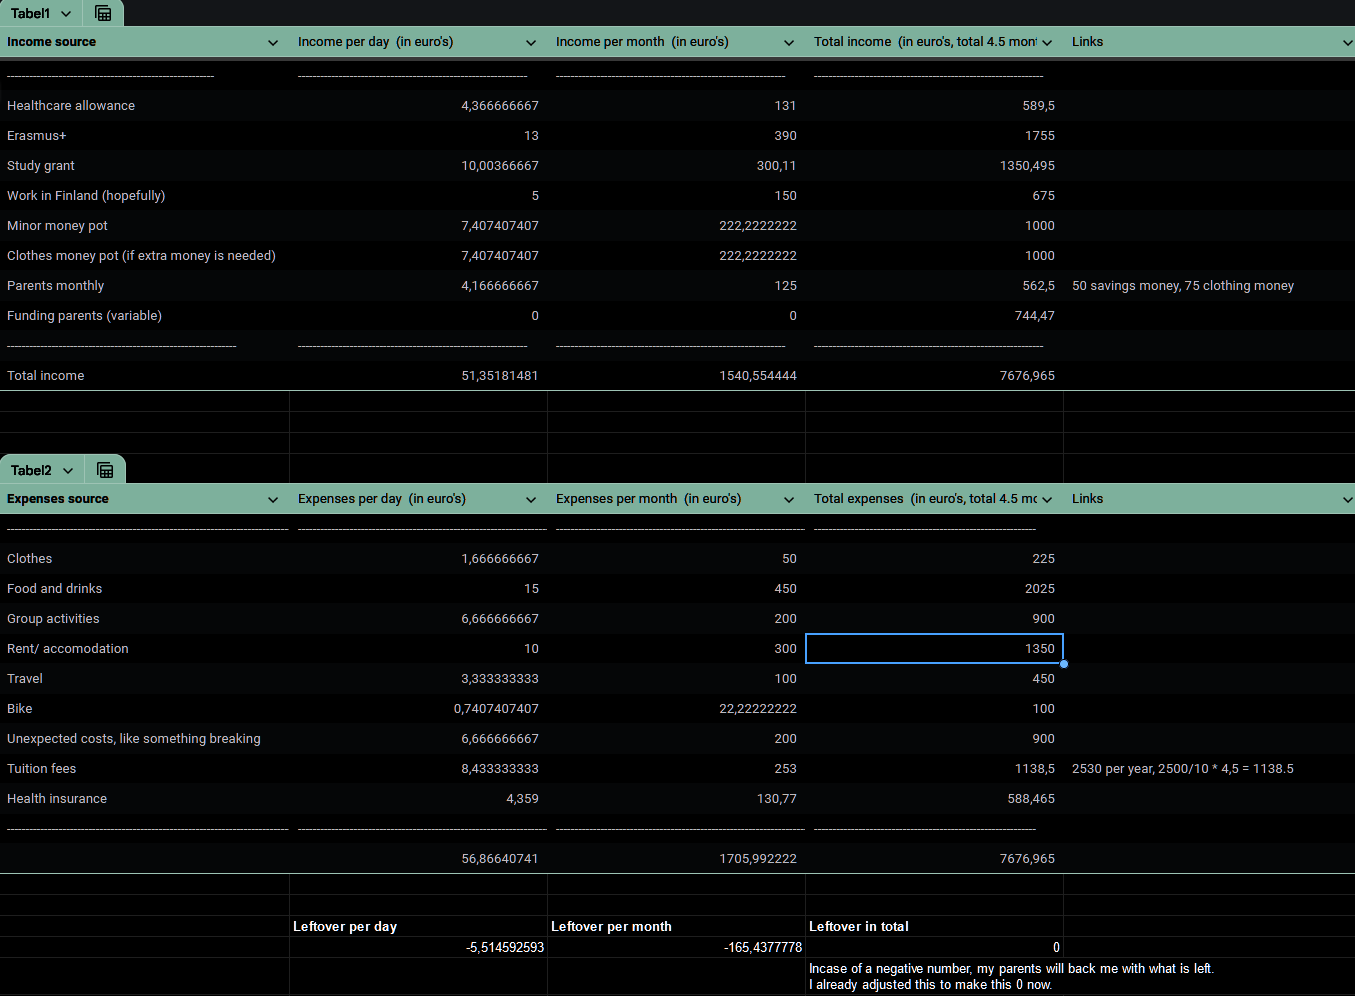 Tabel1
Income source Income per day (in euro's) Income per month (in euro's) Total income (in euro's, total 4.5 mon Links
Healthcare allowance 4,366666667 131 589,5
Erasmus+ 13 390 1755
Study grant 10,00366667 300,11 1350,495
Work in Finland (hopefully) 5 150 675
Minor money pot 7,407407407 222,2222222 1000
Clothes money pot (if extra money is needed) 7,407407407 222,2222222 1000
Parents monthly 4,166666667 125 562,5 50 savings money, 75 clothing money
Funding parents (variable) 0 0 744,47
Total income 51,35181481 1540,554444 7676,965
Tabel2
Expenses source Expenses per day (in euro's) Expenses per month (in euro's) Total expenses (in euro's, total 4.5 mc Links
Clothes 1,666666667 50 225
Food and drinks 15 450 2025
Group activities 6,666666667 200 900
Rent/ accomodation 10 300 1350
Travel 3,333333333 100 450
Bike 0,7407407407 22,22222222 100
Unexpected costs, like something breaking 6,666666667 200 900
Tuition fees 8,433333333 253 1138,5 2530 per year, 2500/10 * 4,5 = 1138.5
Health insurance 4,359 130,77 588,465
56,86640741 1705,992222 7676,965
Leftover per day Leftover per month Leftover in total
-5,514592593 -165,4377778 0
Incase of a negative number, my parents will back me with what is left.
I already adjusted this to make this 0 now.